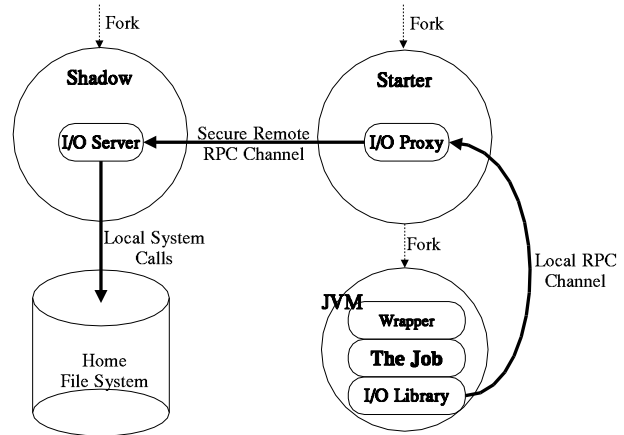 Fork
Fork
Shadow
Starter
I/O Server
Secure Remote
RPC Channel
I/O Proxy
Local System
Calls
Fork
Local RPC
Channel
JVM
Wrapper
The Job
I/O Library
Home
File System